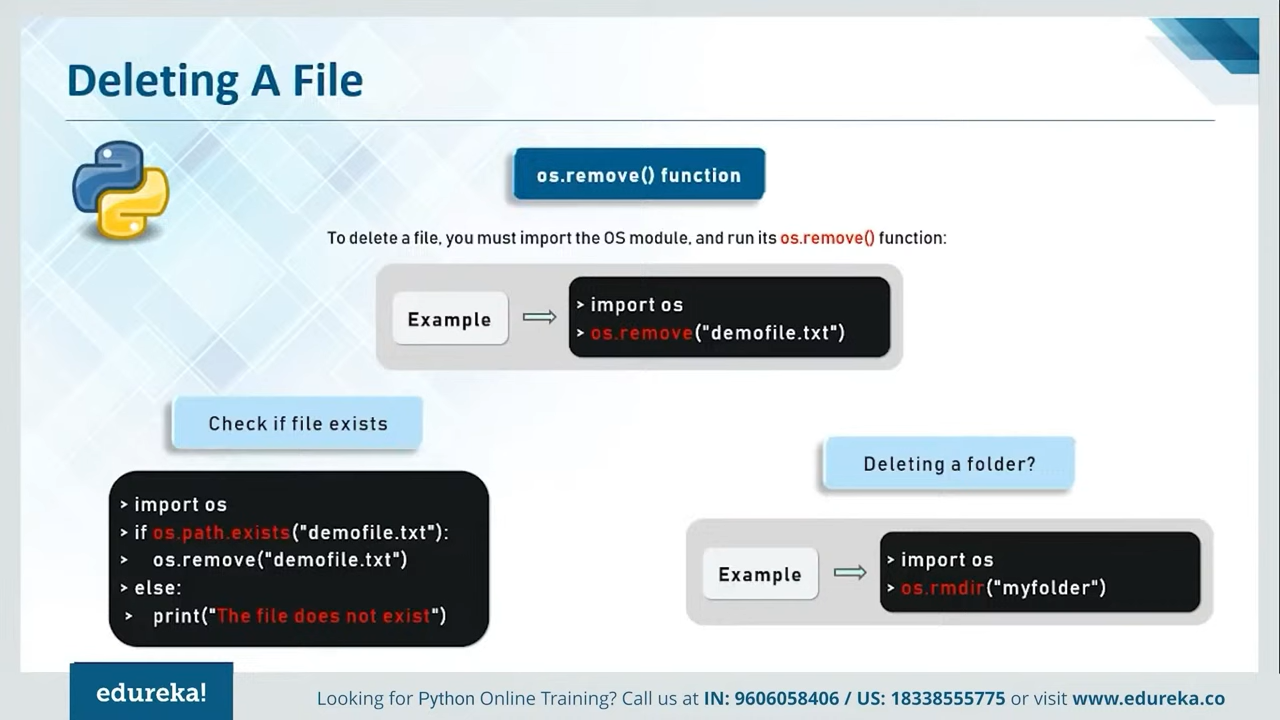 Deleting A File
os.remove() function
To delete a file, you must import the OS module, and run its os.remove() function:
Example
> import os
> os.remove("demofile.txt")
Check if file exists
> import os
> if os.path.exists("demofile.txt"):
>   os.remove("demofile.txt")
> else:
>   print("The file does not exist")
Deleting a folder?
Example
> import os
> os.rmdir("myfolder")
edureka!
Looking for Python Online Training? Call us at IN: 9606058406 / US: 18338555775 or visit www.edureka.co